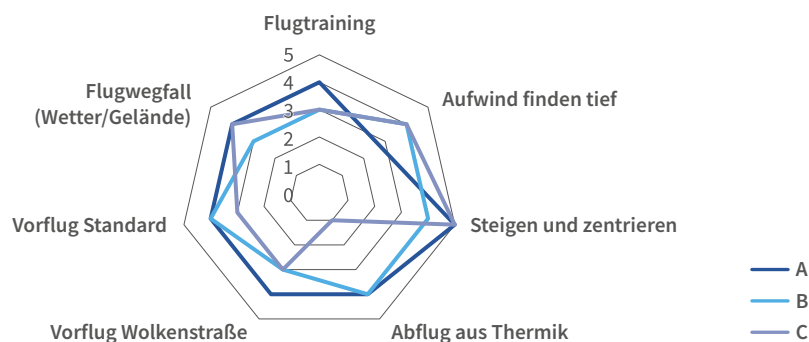 Flugtraining
5
4
3
2
1
0
Aufwind finden tief
Steigen und zentrieren
Abflug aus Thermik
Vorflug Wolkenstraße
Vorflug Standard
Flugwegfall
(Wetter/Gelände)
A
B
C